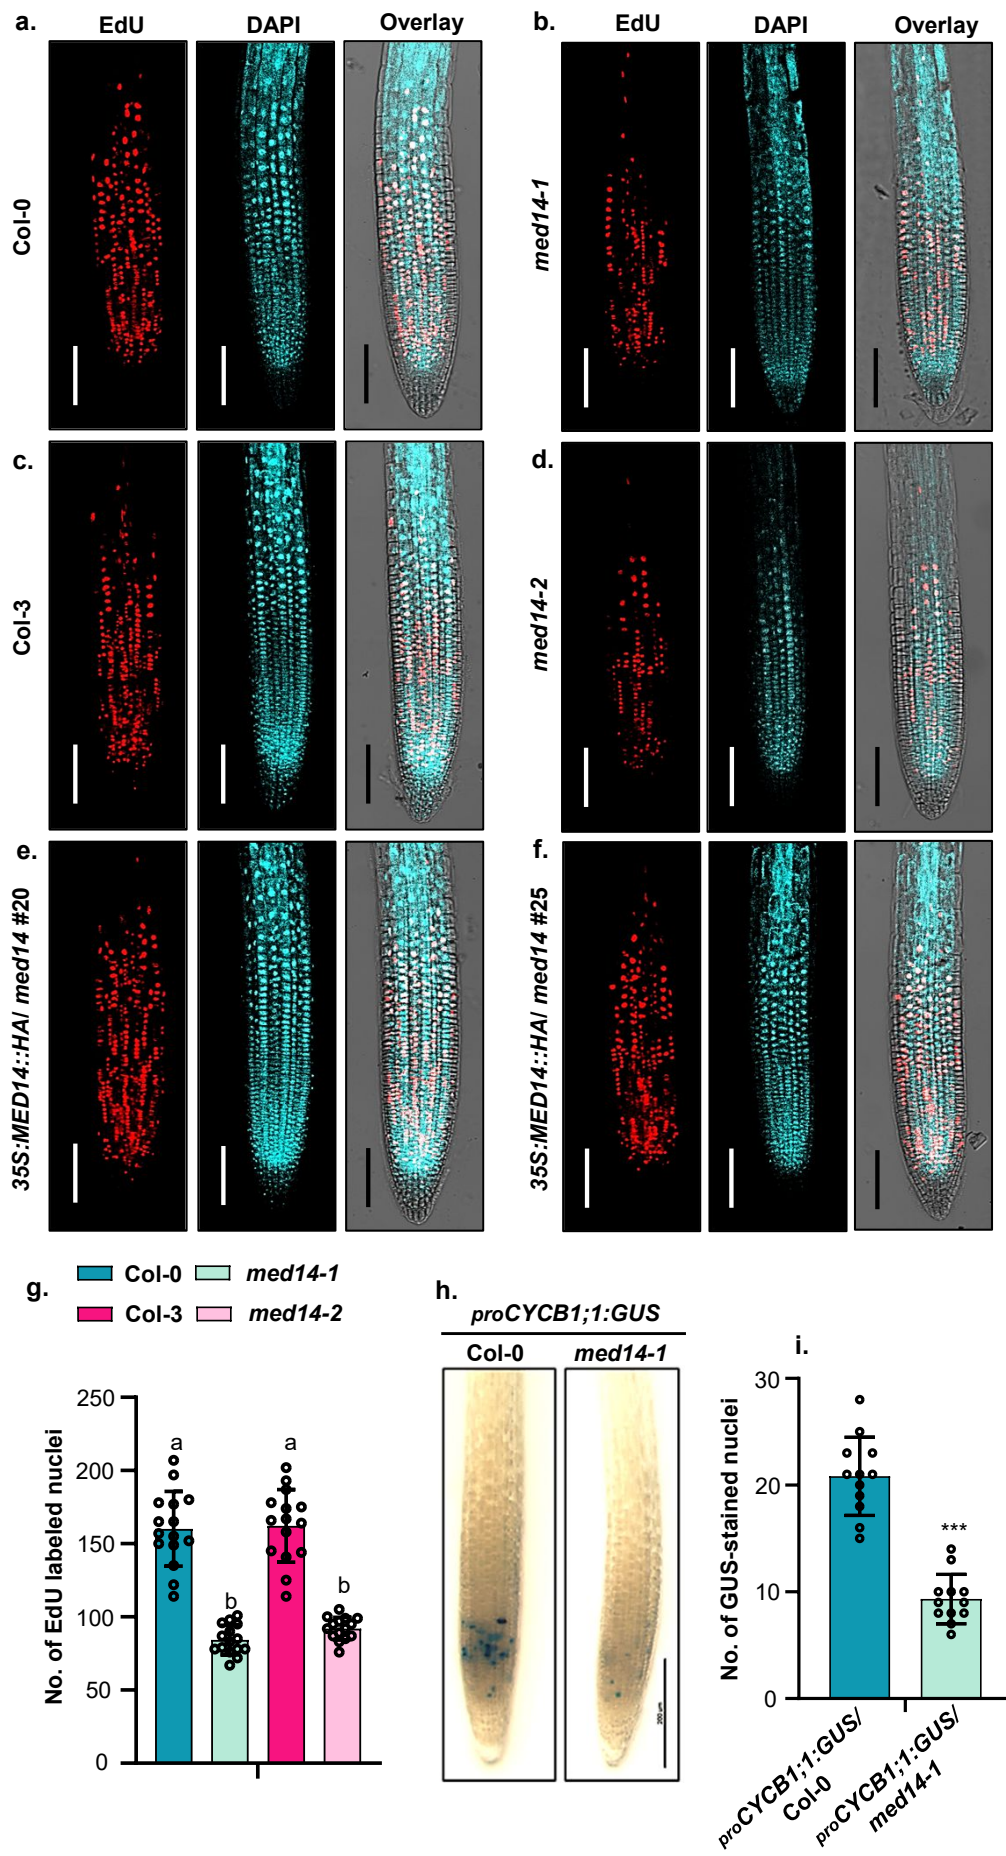 a.
EdU
DAPI
Overlay
b.
EdU
DAPI
Overlay
Col-0
med14-1
c.
d.
Col-3
med14-2
e.
f.
35S:MED14::HA/ med14 #20
35S:MED14::HA/ med14 #25
g.
Col-0
med14-1
Col-3
med14-2
No. of EdU labeled nuclei
250
200
150
100
50
0
a
b
a
b
h.
proCYCB1;1:GUS
Col-0
med14-1
200 µm
i.
No. of GUS-stained nuclei
30
20
10
0
***
proCYCB1;1:GUS/
Col-0
proCYCB1;1:GUS/
med14-1